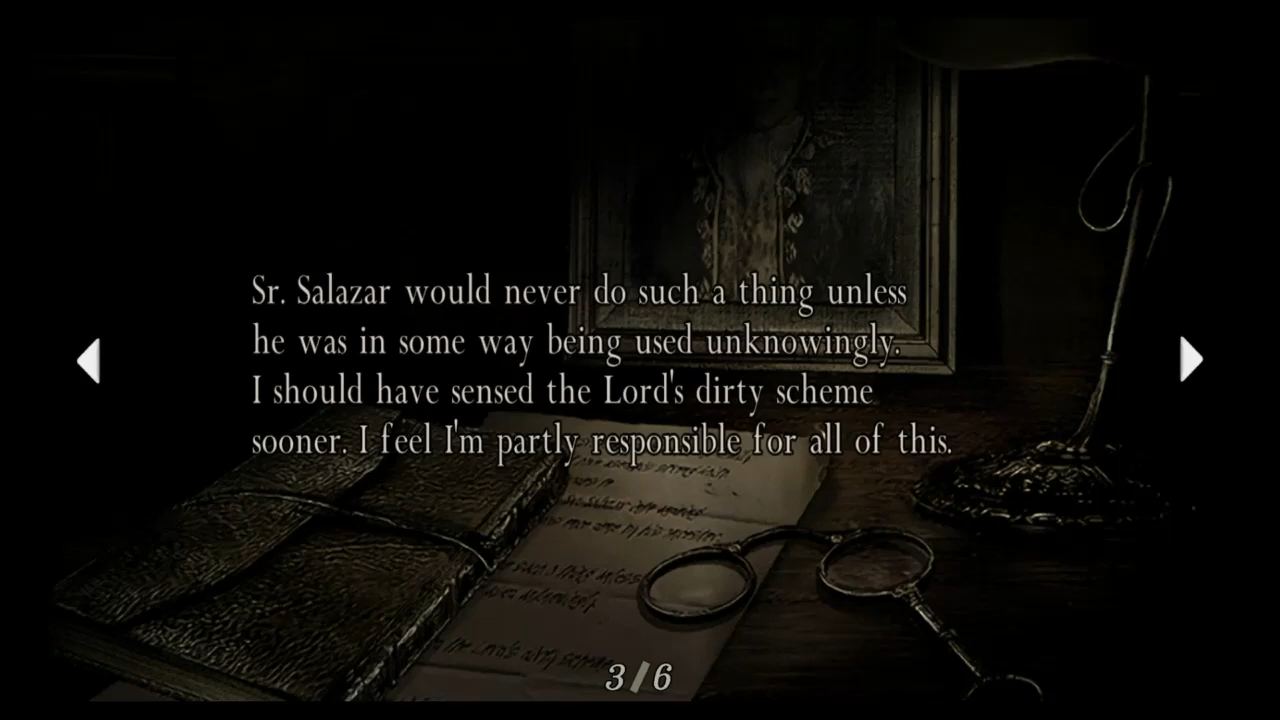 Sr. Salazar would never do such a thing unless
he was in some way being used unknowingly.
I should have sensed the Lord's dirty scheme
sooner. I feel I'm partly responsible for all of this.
3/6